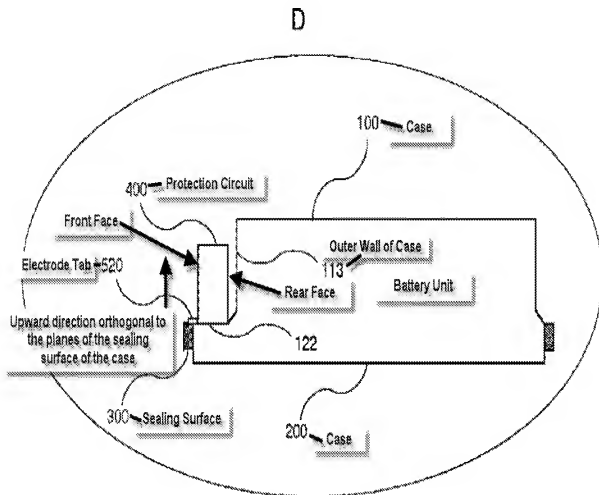 D
100 Case
400 Protection Circuit
Front Face
Outer Wall of Case
Electrode Tab 520
113
Rear Face
Battery Unit
Upward direction orthogonal to
the planes of the sealing
surface of the case
122
300 Sealing Surface
200 Case